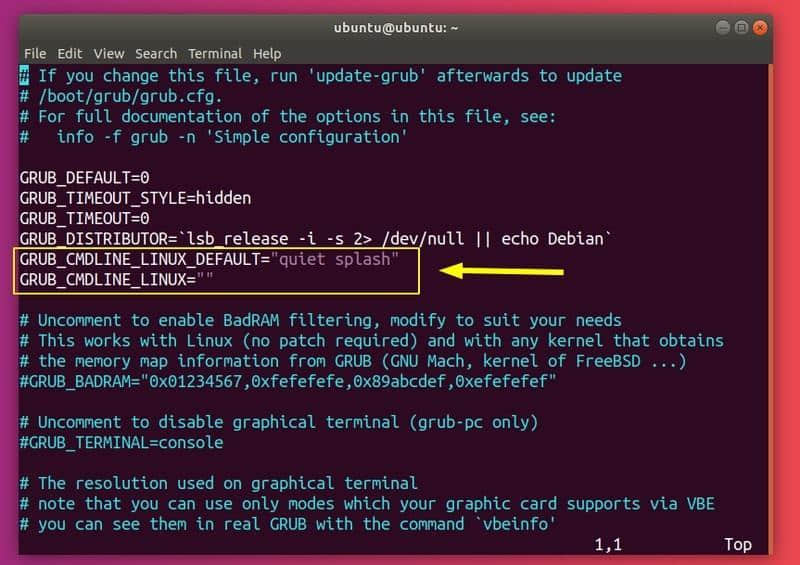 ubuntu@ubuntu: ~
File Edit View Search Terminal Help
# If you change this file, run 'update-grub' afterwards to update
# /boot/grub/grub.cfg.
# For full documentation of the options in this file, see:
#   info -f grub -n 'Simple configuration'
GRUB_DEFAULT=0
GRUB_TIMEOUT_STYLE=hidden
GRUB_TIMEOUT=0
GRUB_DISTRIBUTOR=`lsb_release -i -s 2> /dev/null || echo Debian`
GRUB_CMDLINE_LINUX_DEFAULT="quiet splash"
GRUB_CMDLINE_LINUX=""
# Uncomment to enable BadRAM filtering, modify to suit your needs
# This works with Linux (no patch required) and with any kernel that obtains
# the memory map information from GRUB (GNU Mach, kernel of FreeBSD ...)
#GRUB_BADRAM="0x01234567,0xfefefefe,0x89abcdef,0xefefefef"
# Uncomment to disable graphical terminal (grub-pc only)
#GRUB_TERMINAL=console
# The resolution used on graphical terminal
# note that you can use only modes which your graphic card supports via VBE
# you can see them in real GRUB with the command `vbeinfo'
1,1 Top